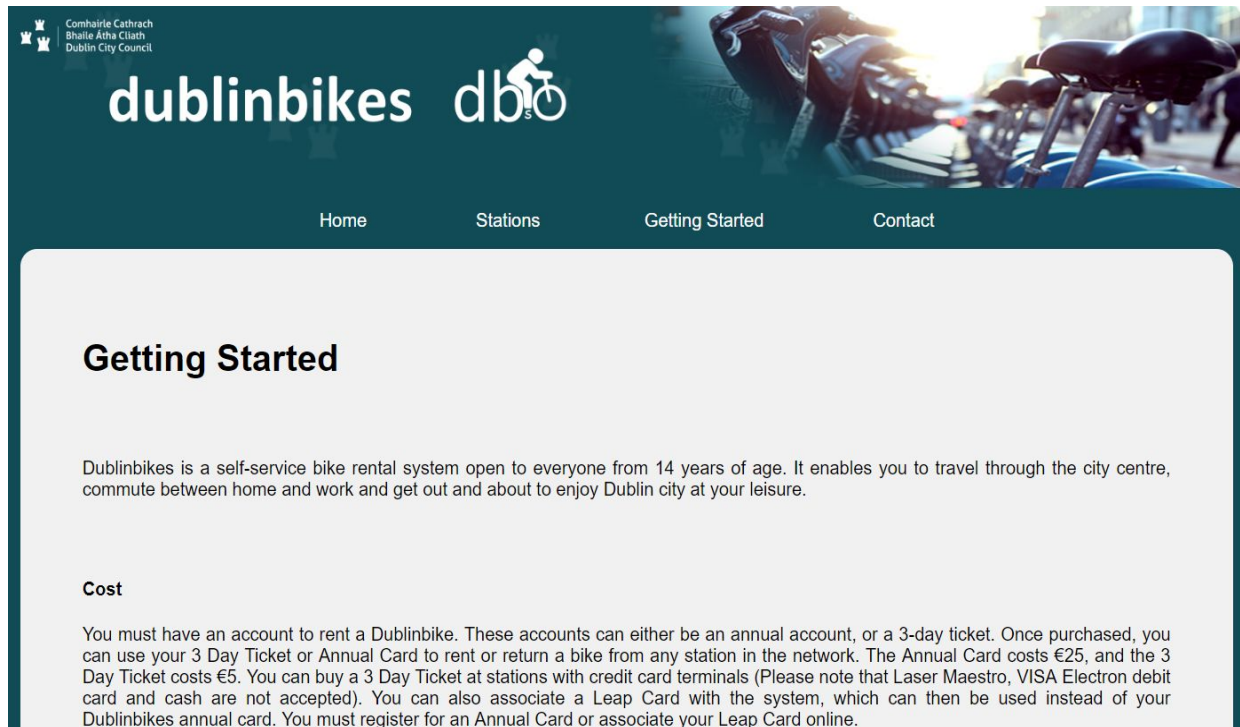 Comhairle Cathrach
Bhaile Átha Cliath
Dublin City Council
dublinbikes dbs
Home Stations Getting Started Contact
Getting Started
Dublinbikes is a self-service bike rental system open to everyone from 14 years of age. It enables you to travel through the city centre,
commute between home and work and get out and about to enjoy Dublin city at your leisure.
Cost
You must have an account to rent a Dublinbike. These accounts can either be an annual account, or a 3-day ticket. Once purchased, you
can use your 3 Day Ticket or Annual Card to rent or return a bike from any station in the network. The Annual Card costs €25, and the 3
Day Ticket costs €5. You can buy a 3 Day Ticket at stations with credit card terminals (Please note that Laser Maestro, VISA Electron debit
card and cash are not accepted). You can also associate a Leap Card with the system, which can then be used instead of your
Dublinbikes annual card. You must register for an Annual Card or associate your Leap Card online.